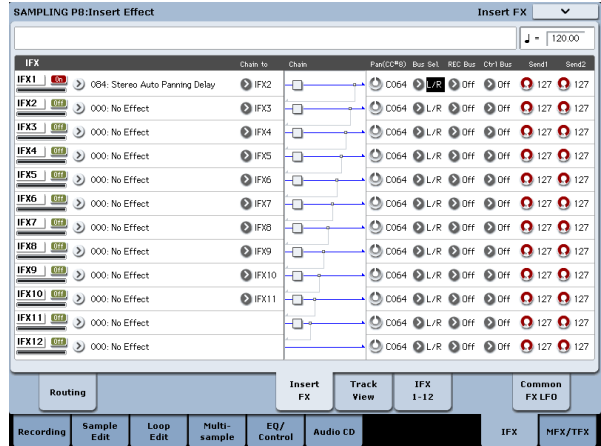 SAMPLING P8:Insert Effect Insert FX
♩ = 120.00
IFX Chain to Chain Pan(CC#8) Bus Sel REC Bus Ctrl Bus Send1 Send2
IFX1 On 084: Stereo Auto Panning Delay IFX2 C064 L/R Off Off 127 127
IFX2 Off 000: No Effect IFX3 C064 L/R Off Off 127 127
IFX3 Off 000: No Effect IFX4 C064 L/R Off Off 127 127
IFX4 Off 000: No Effect IFX5 C064 L/R Off Off 127 127
IFX5 Off 000: No Effect IFX6 C064 L/R Off Off 127 127
IFX6 Off 000: No Effect IFX7 C064 L/R Off Off 127 127
IFX7 Off 000: No Effect IFX8 C064 L/R Off Off 127 127
IFX8 Off 000: No Effect IFX9 C064 L/R Off Off 127 127
IFX9 Off 000: No Effect IFX10 C064 L/R Off Off 127 127
IFX10 Off 000: No Effect IFX11 C064 L/R Off Off 127 127
IFX11 Off 000: No Effect C064 L/R Off Off 127 127
IFX12 Off 000: No Effect C064 L/R Off Off 127 127
Routing Insert FX Track View IFX 1-12 Common FX LFO
Recording Sample Edit Loop Edit Multi-sample EQ/Control Audio CD IFX MFX/TFX